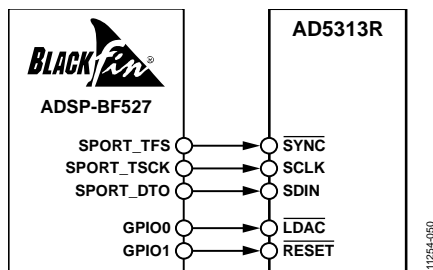 AD5313R
BLACKfin®
ADSP-BF527
SPORT_TFS SYNC
SPORT_TSCK SCLK
SPORT_DTO SDIN
GPIO0 LDAC
GPIO1 RESET
11254-050